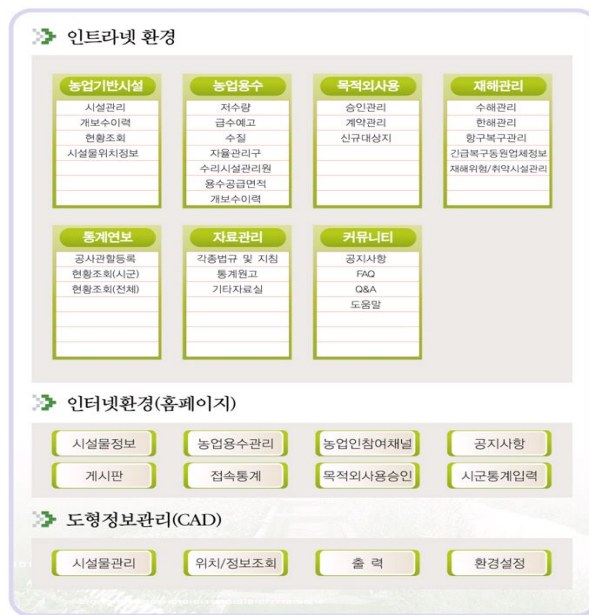 인트라넷 환경
농업기반시설
시설관리
개보수이력
현황조회
시설물위치정보
농업용수
저수량
급수예고
수질
자율관리구
수리시설관리원
용수공급면적
개보수이력
목적외사용
승인관리
계약관리
신규대상지
재해관리
수해관리
한해관리
항구복구관리
긴급복구동원업체정보
재해위험/취약시설관리
통계연보
공사관할등록
현황조회(시군)
현황조회(전체)
자료관리
각종법규 및 지침
통계원고
기타자료실
커뮤니티
공지사항
FAQ
Q&A
도움말
인터넷환경(홈페이지)
시설물정보
농업용수관리
농업인참여채널
공지사항
게시판
접속통계
목적외사용승인
시군통계입력
도형정보관리(CAD)
시설물관리
위치/정보조회
출 력
환경설정